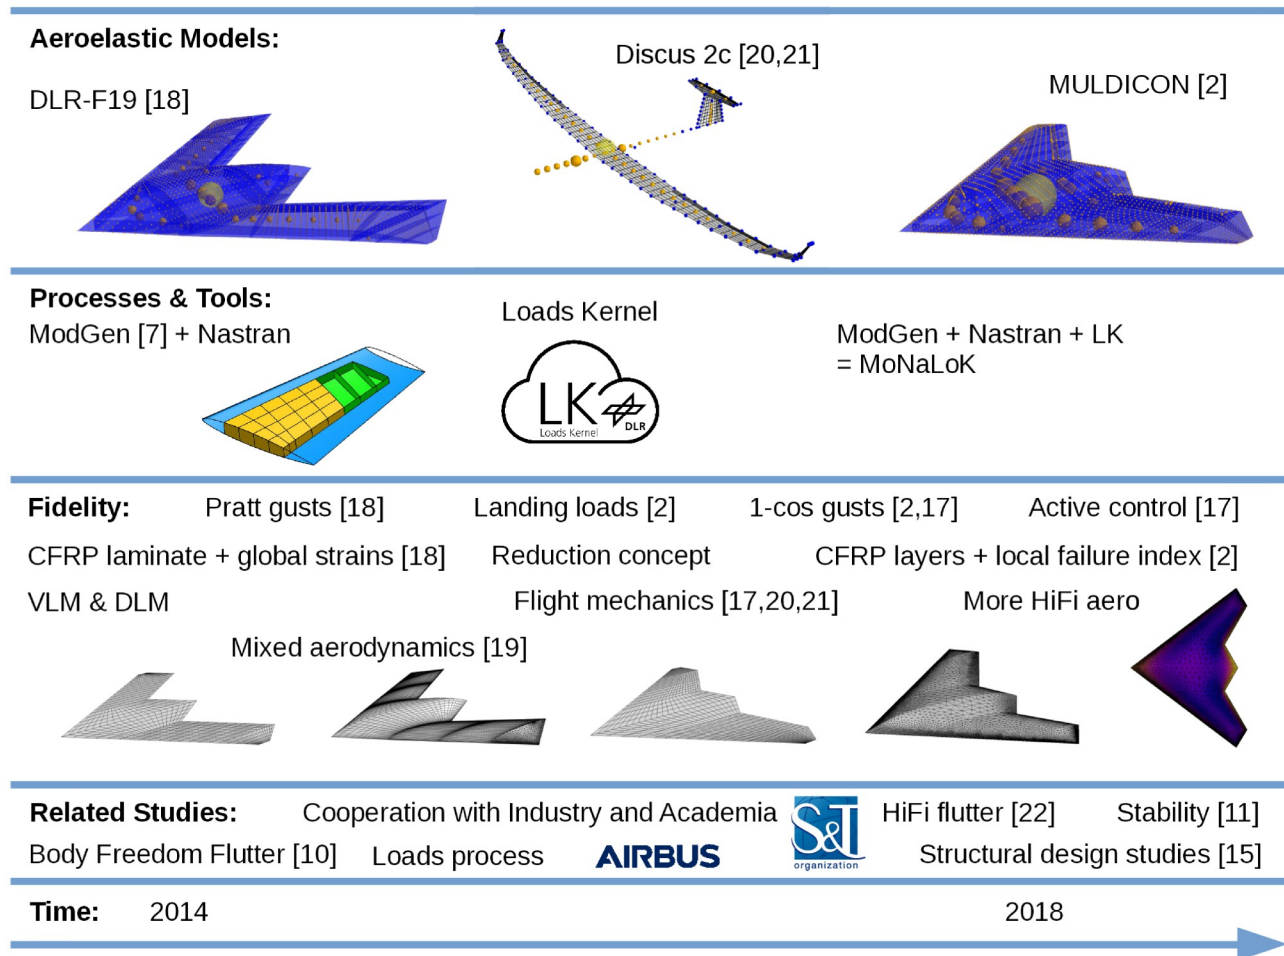 Aeroelastic Models:
DLR-F19 [18]
Discus 2c [20,21]
MULDICON [2]
Processes & Tools:
ModGen [7] + Nastran
Loads Kernel
LK
Loads Kernel
DLR
ModGen + Nastran + LK
= MoNaLoK
Fidelity: Pratt gusts [18] Landing loads [2] 1-cos gusts [2,17] Active control [17]
CFRP laminate + global strains [18] Reduction concept CFRP layers + local failure index [2]
VLM & DLM Flight mechanics [17,20,21] More HiFi aero
Mixed aerodynamics [19]
Related Studies: Cooperation with Industry and Academia S&T organization HiFi flutter [22] Stability [11]
Body Freedom Flutter [10] Loads process AIRBUS Structural design studies [15]
Time: 2014 2018